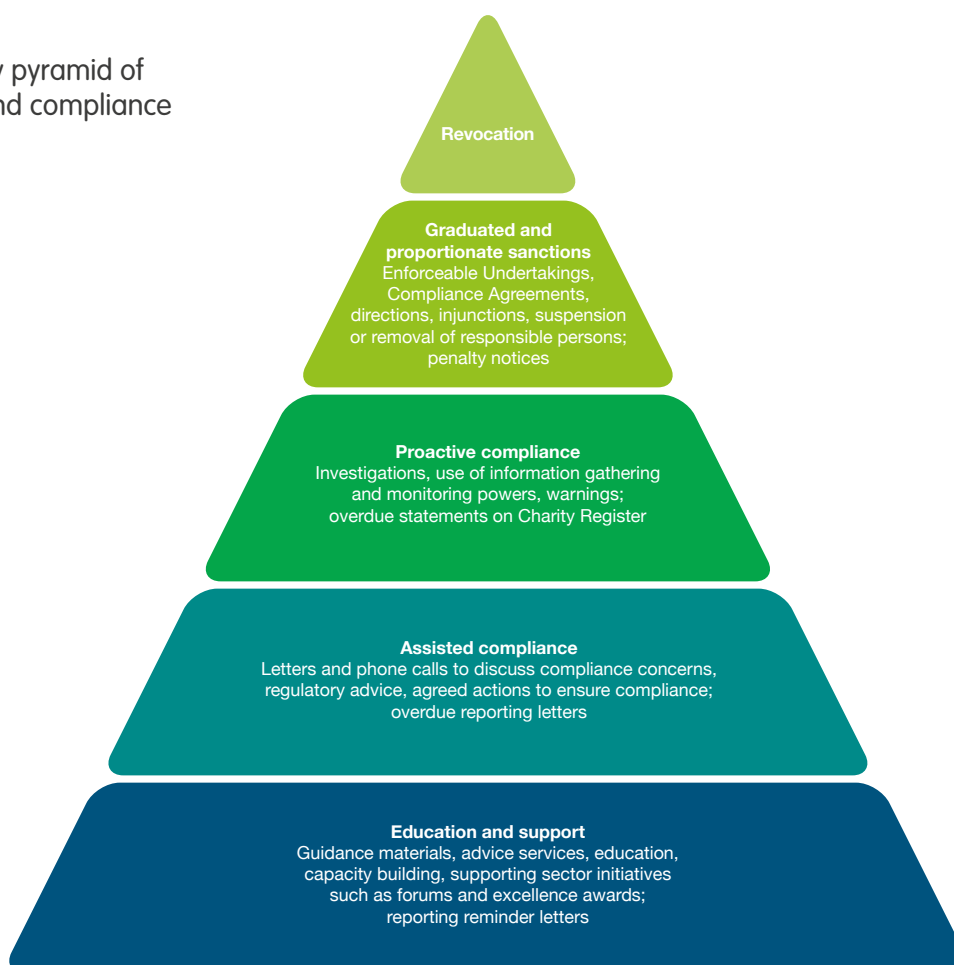 pyramid of
nd compliance
Revocation
Graduated and
proportionate sanctions
Enforceable Undertakings,
Compliance Agreements,
directions, injunctions, suspension
or removal of responsible persons;
penalty notices
Proactive compliance
Investigations, use of information gathering
and monitoring powers, warnings;
overdue statements on Charity Register
Assisted compliance
Letters and phone calls to discuss compliance concerns,
regulatory advice, agreed actions to ensure compliance;
overdue reporting letters
Education and support
Guidance materials, advice services, education,
capacity building, supporting sector initiatives
such as forums and excellence awards;
reporting reminder letters